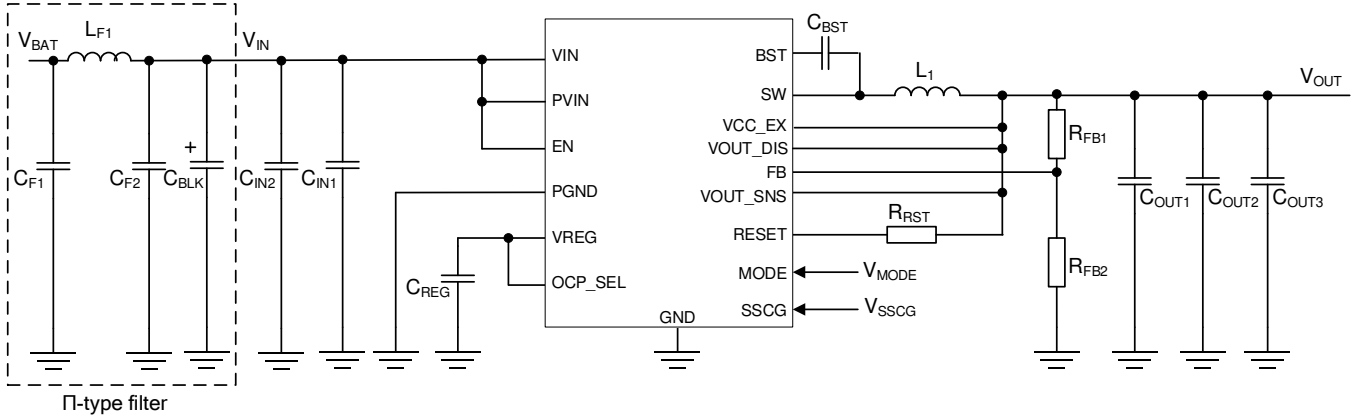 V_BAT
L_F1
V_IN
C_F1
C_F2
+
C_BLK
C_IN2
C_IN1
Π-type filter
VIN
PVIN
EN
PGND
VREG
OCP_SEL
C_REG
GND
BST
SW
VCC_EX
VOUT_DIS
FB
VOUT_SNS
RESET
MODE
SSCG
C_BST
L_1
R_RST
V_MODE
V_SSCG
R_FB1
R_FB2
C_OUT1
C_OUT2
C_OUT3
V_OUT